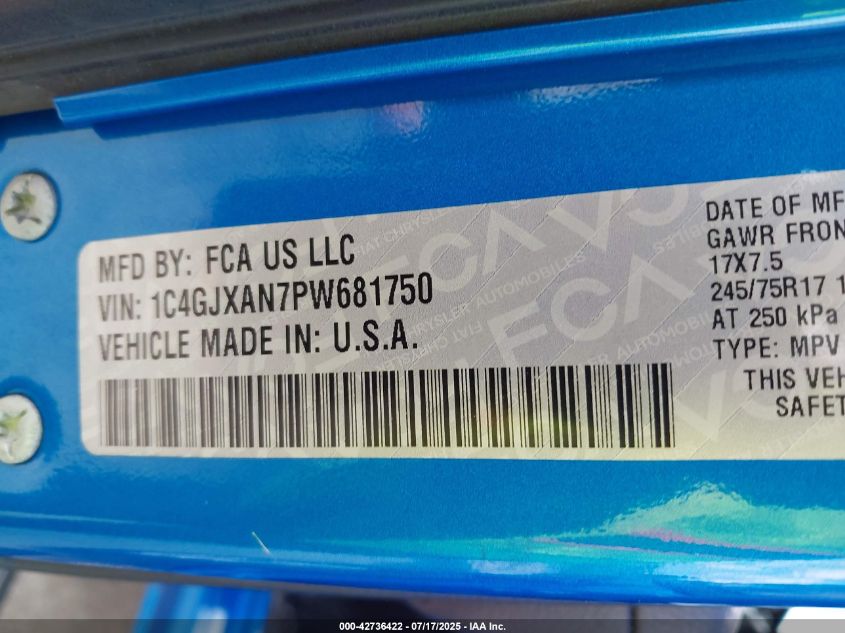 MFD BY: FCA US LLC
VIN: 1C4GJXAN7PW681750
VEHICLE MADE IN: U.S.A.
DATE OF MF
GAWR FRON
17X7.5
245/75R17 1
AT 250 kPa
TYPE: MPV
THIS VEH
SAFET
000-42736422 | 07/17/2025 - IAA Inc.